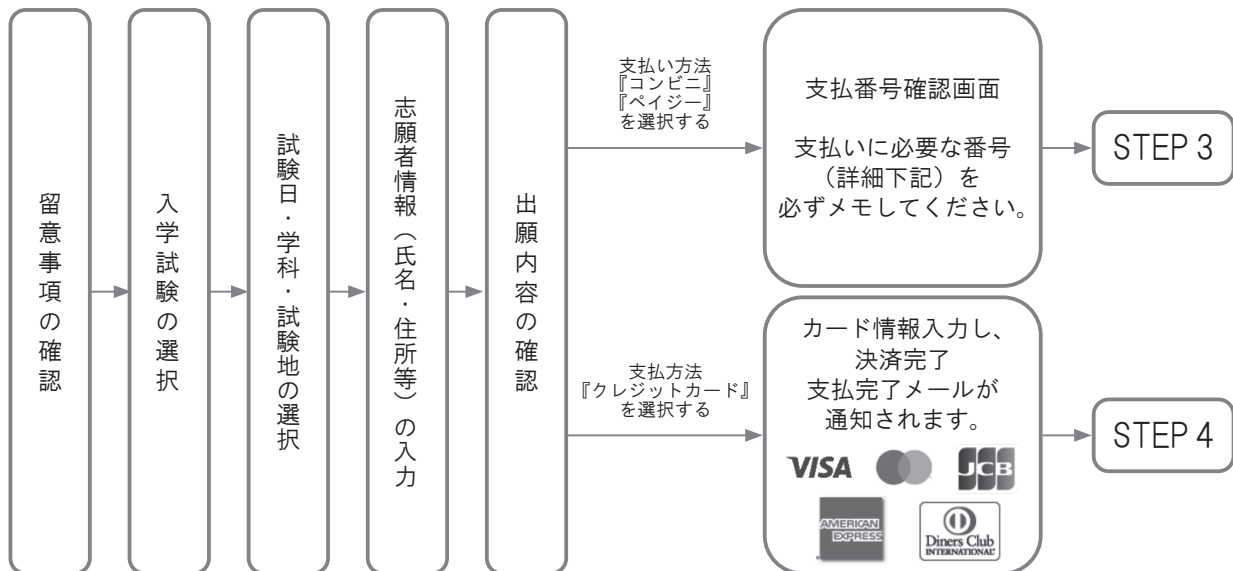 留意事項の確認
入学試験の選択
試験日・学科・試験地の選択
志願者情報（氏名・住所等）の入力
出願内容の確認
支払い方法
『コンビニ』
『ペイジー』
を選択する
支払番号確認画面
支払いに必要な番号
（詳細下記）を
必ずメモしてください。
STEP 3
支払方法
『クレジットカード』
を選択する
カード情報入力し、
決済完了
支払完了メールが
通知されます。
VISA
JCB
AMERICAN
EXPRESS
Diners Club
INTERNATIONAL
STEP 4